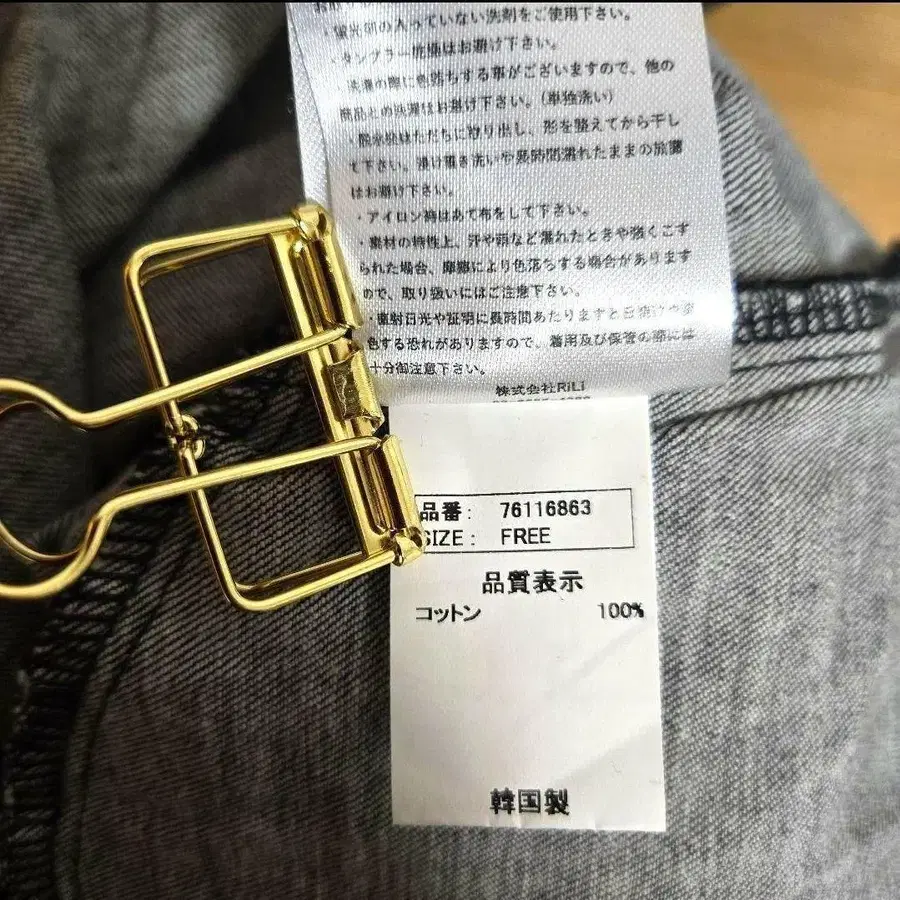 ・蛍光剤の入っていない洗剤をご使用下さい。
・タンブラー乾燥はお避け下さい。
・洗濯の際に色落ちする事がございますので、他の
商品との洗濯はお避け下さい。(単独洗い)
脱水後はただちに取り出し、形を整えてから干し
て下さい。漬け置き洗いや長時間濡れたままの放置
はお避け下さい。
・アイロン時はあて布をして下さい。
・素材の特性上、汗や雨など濡れたときや強くこす
られた場合、摩擦により色落ちする場合があります
ので、取り扱いにはご注意下さい。
・直射日光や証明に長時間あたりますと日焼けや変
色する恐れがありますので、着用及び保管の際には
十分御注意下さい。
株式会社RiLi
品番: 76116863
SIZE: FREE
品質表示
コットン 100%
韓国製